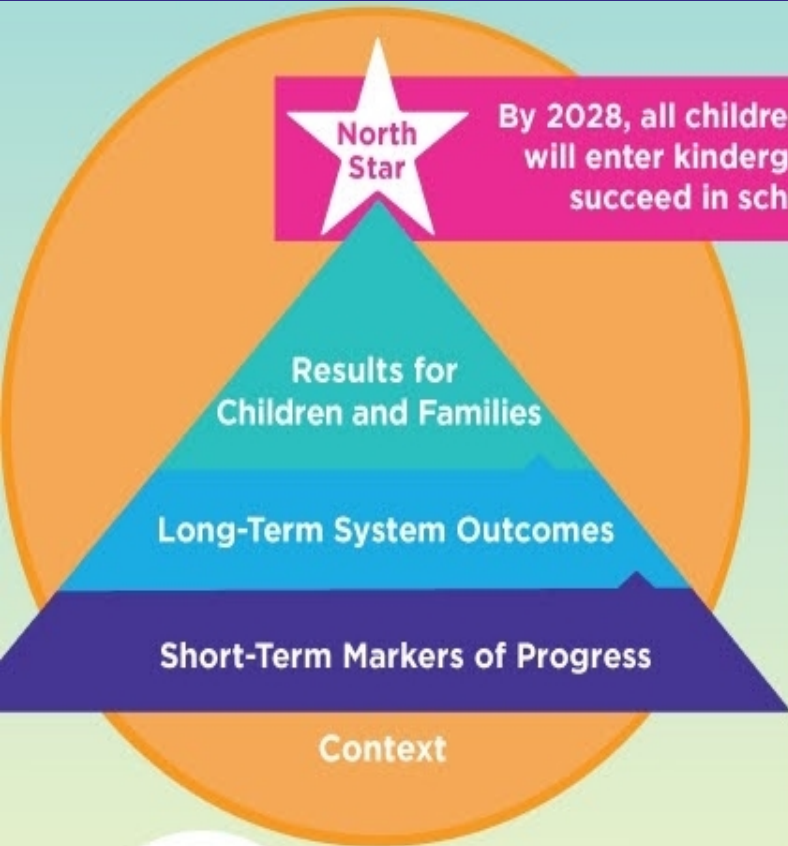 North
Star
By 2028, all childre
will enter kinderg
succeed in sch
Results for
Children and Families
Long-Term System Outcomes
Short-Term Markers of Progress
Context